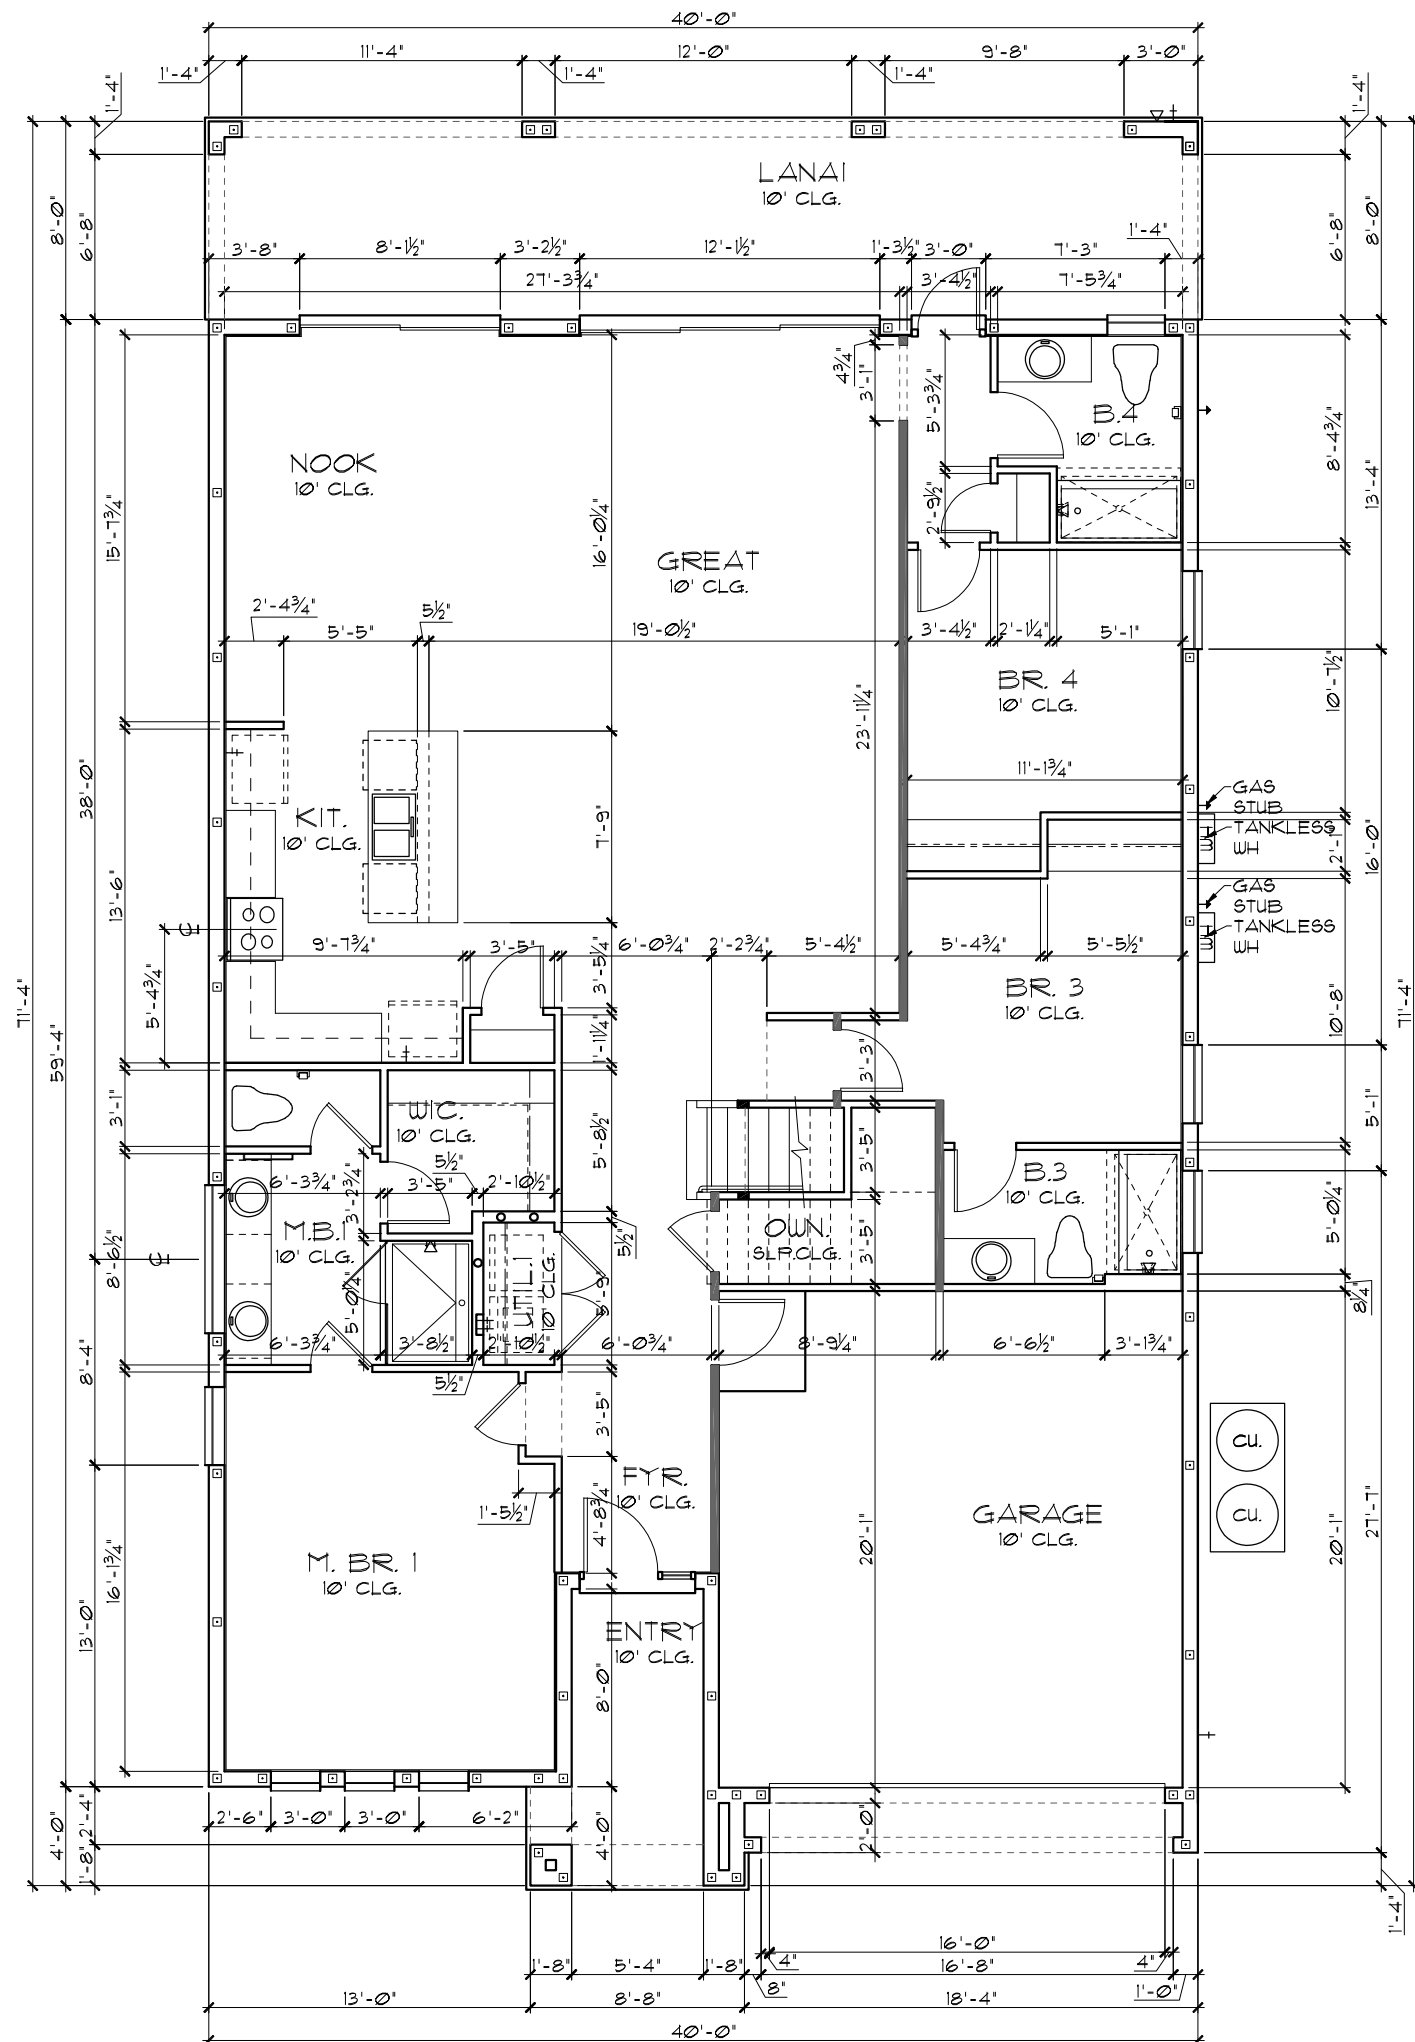 40'-0"
11'-4"
12'-0"
9'-8"
3'-0"
1'-4"
1'-4"
1'-4"
1'-4"
1'-4"
LANAI
10' CLG.
8'-0"
6'-8"
6'-8"
8'-0"
1'-4"
3'-8"
8'-1½"
3'-2½"
12'-1½"
1'-3½"
3'-0"
7'-3"
27'-3¾"
3'-4½"
7'-5¾"
4¾"
3'-1"
5'-3¾"
B.4
10' CLG.
8'-4¾"
13'-4"
NOOK
10' CLG.
15'-7¾"
16'-0¼"
2'-9½"
GREAT
10' CLG.
2'-4¾"
5½"
5'-5"
19'-0½"
3'-4½"
2'-1¼"
5'-1"
BR. 4
10' CLG.
10'-7½"
23'-11¼"
11'-1¾"
38'-0"
KIT.
10' CLG.
7'-9"
GAS
STUB
TANKLESS
WH
2'-1"
16'-0"
GAS
STUB
TANKLESS
WH
13'-6"
9'-7¾"
3'-5"
6'-0¾"
2'-2¾"
5'-4½"
5'-4¾"
5'-5½"
3'-5¼"
5'-4¾"
BR. 3
10' CLG.
10'-8"
71'-4"
59'-4"
71'-4"
1'-11¼"
3'-3"
3'-1"
W.I.C.
10' CLG.
5'-8½"
5'-1"
5½"
6'-3¾"
3'-5"
2'-10½"
3'-2¾"
3'-5"
B.3
10' CLG.
M.B.1
10' CLG.
OWN.
SLP.CLG.
3'-5"
5'-0¼"
8'-6½"
5½"
UTIL.1
10' CLG.
5'-9"
5'-0¼"
8¼"
6'-3¾"
3'-8½"
2'-10½"
6'-0¾"
8'-9¼"
6'-6½"
3'-1¾"
8'-4"
5½"
3'-5"
CU.
CU.
FYR.
10' CLG.
1'-5½"
4'-8¾"
GARAGE
10' CLG.
20'-1"
20'-1"
27'-7"
M. BR. 1
10' CLG.
16'-1¾"
13'-0"
ENTRY
10' CLG.
8'-0"
2'-6"
3'-0"
3'-0"
6'-2"
4'-0"
2'-4"
1'-8"
4'-0"
2'-0"
1'-4"
16'-0"
4"
4"
1'-8"
5'-4"
1'-8"
8"
16'-8"
1'-0"
13'-0"
8'-8"
18'-4"
40'-0"